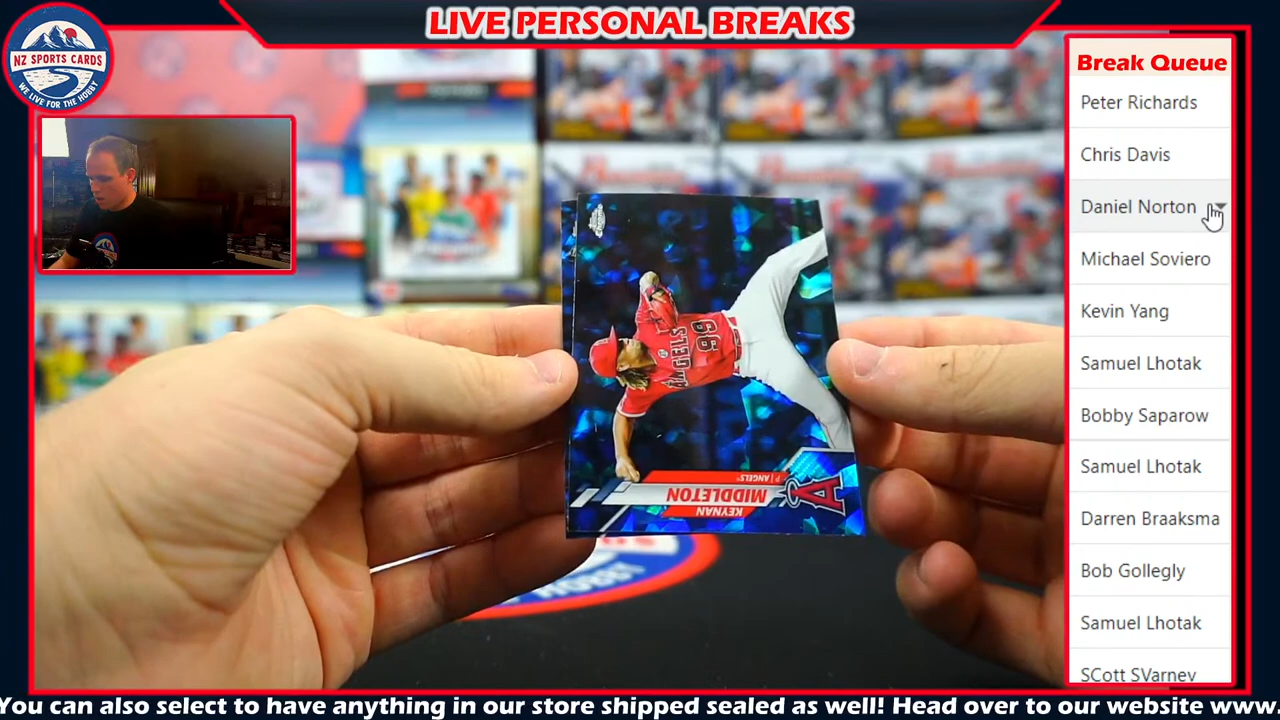 LIVE PERSONAL BREAKS
NZ SPORTS CARDS
WE LIVE FOR THE HOBBY
Break Queue
Peter Richards
Chris Davis
Daniel Norton
Michael Soviero
Kevin Yang
Samuel Lhotak
Bobby Saparow
Samuel Lhotak
Darren Braaksma
Bob Gollegly
Samuel Lhotak
SCott SVarney
ANGELS
99
KEYNAN
MIDDLETON
P | ANGELS®
A
HOBBY
You can also select to have anything in our store shipped sealed as well! Head over to our website www.